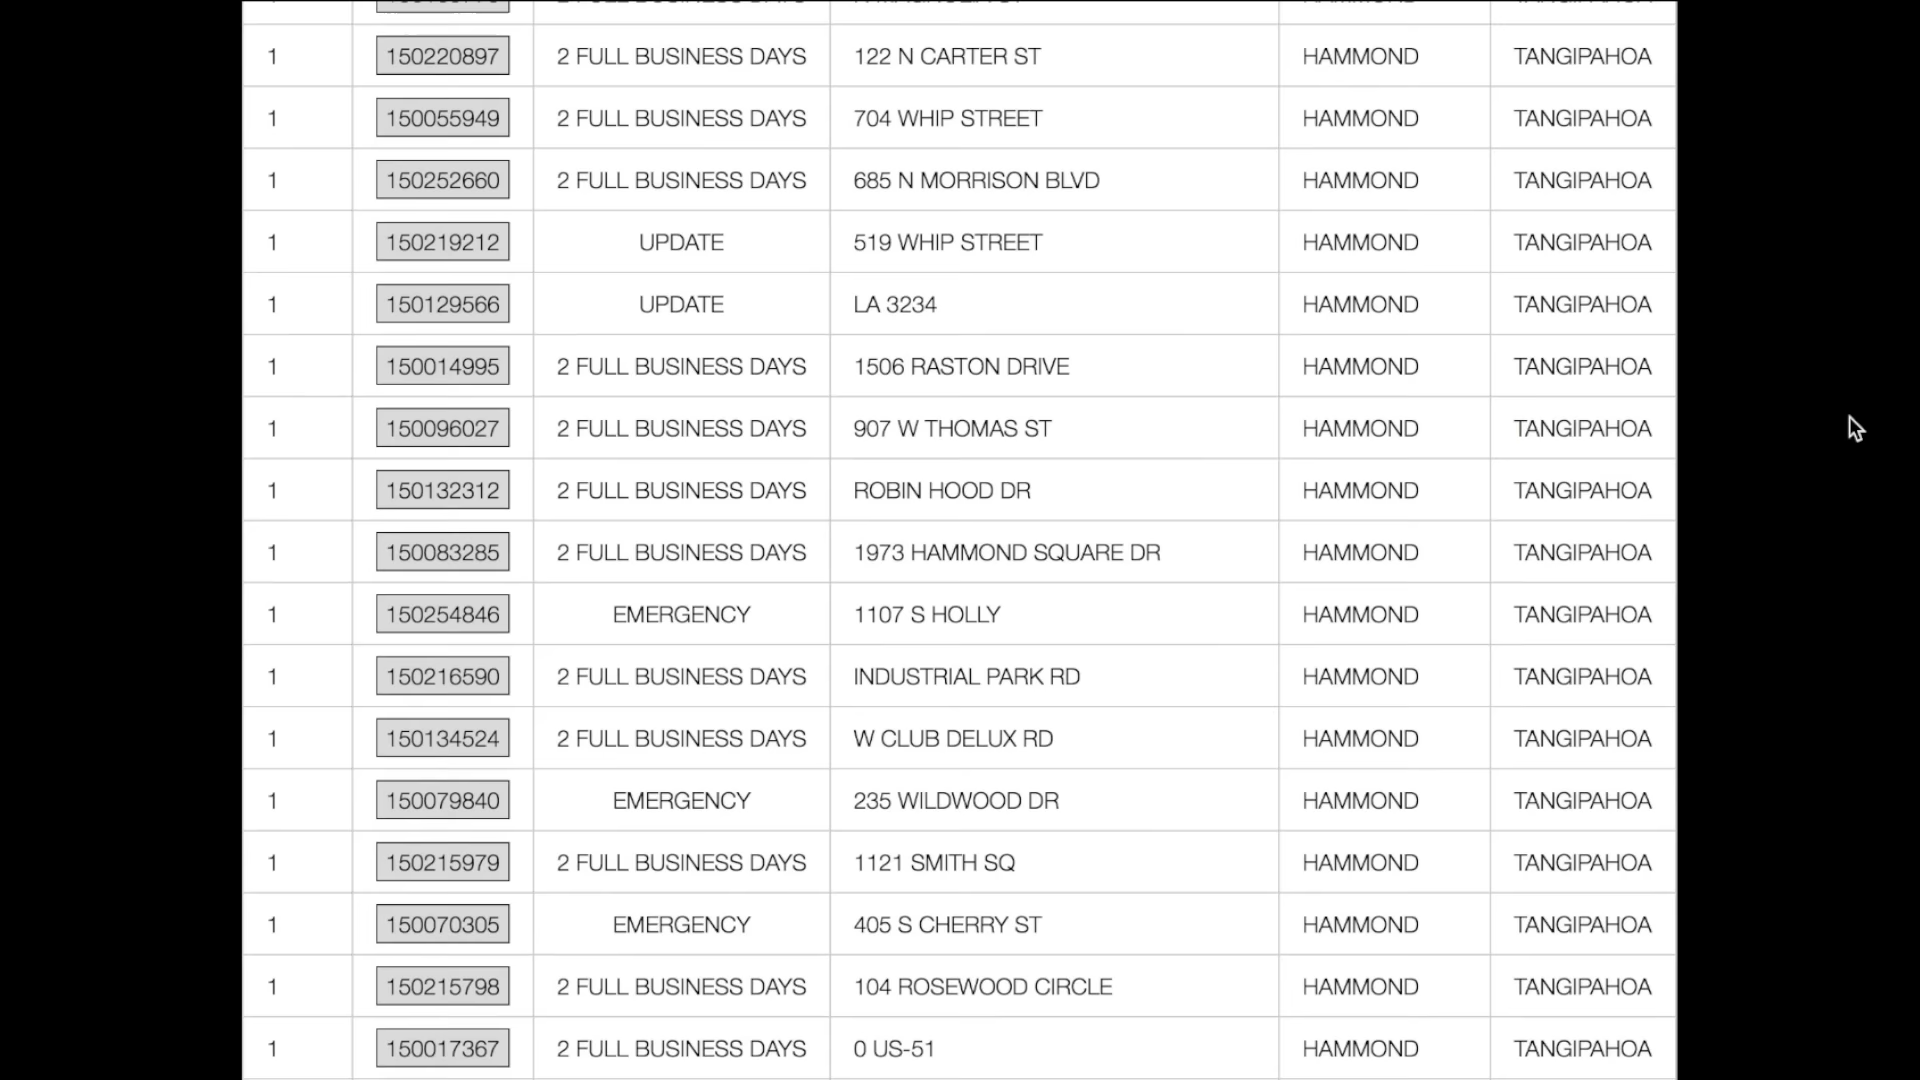 1 150220897 2 FULL BUSINESS DAYS 122 N CARTER ST HAMMOND TANGIPAHOA
1 150055949 2 FULL BUSINESS DAYS 704 WHIP STREET HAMMOND TANGIPAHOA
1 150252660 2 FULL BUSINESS DAYS 685 N MORRISON BLVD HAMMOND TANGIPAHOA
1 150219212 UPDATE 519 WHIP STREET HAMMOND TANGIPAHOA
1 150129566 UPDATE LA 3234 HAMMOND TANGIPAHOA
1 150014995 2 FULL BUSINESS DAYS 1506 RASTON DRIVE HAMMOND TANGIPAHOA
1 150096027 2 FULL BUSINESS DAYS 907 W THOMAS ST HAMMOND TANGIPAHOA
1 150132312 2 FULL BUSINESS DAYS ROBIN HOOD DR HAMMOND TANGIPAHOA
1 150083285 2 FULL BUSINESS DAYS 1973 HAMMOND SQUARE DR HAMMOND TANGIPAHOA
1 150254846 EMERGENCY 1107 S HOLLY HAMMOND TANGIPAHOA
1 150216590 2 FULL BUSINESS DAYS INDUSTRIAL PARK RD HAMMOND TANGIPAHOA
1 150134524 2 FULL BUSINESS DAYS W CLUB DELUX RD HAMMOND TANGIPAHOA
1 150079840 EMERGENCY 235 WILDWOOD DR HAMMOND TANGIPAHOA
1 150215979 2 FULL BUSINESS DAYS 1121 SMITH SQ HAMMOND TANGIPAHOA
1 150070305 EMERGENCY 405 S CHERRY ST HAMMOND TANGIPAHOA
1 150215798 2 FULL BUSINESS DAYS 104 ROSEWOOD CIRCLE HAMMOND TANGIPAHOA
1 150017367 2 FULL BUSINESS DAYS 0 US-51 HAMMOND TANGIPAHOA